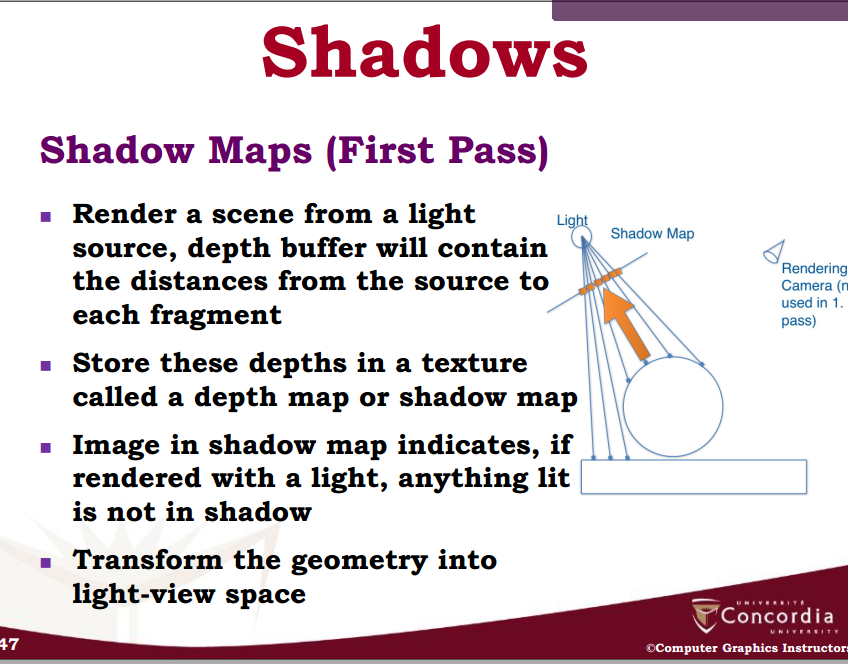 Shadows
Shadow Maps (First Pass)
Render a scene from a light
source, depth buffer will contain
the distances from the source to
each fragment
Store these depths in a texture
called a depth map or shadow map
Image in shadow map indicates, if
rendered with a light, anything lit
is not in shadow
Transform the geometry into
light-view space
Light
Shadow Map
Rendering
Camera (n
used in 1.
pass)
47
UNIVERSITÉ
Concordia
UNIVERSITY
©Computer Graphics Instructors